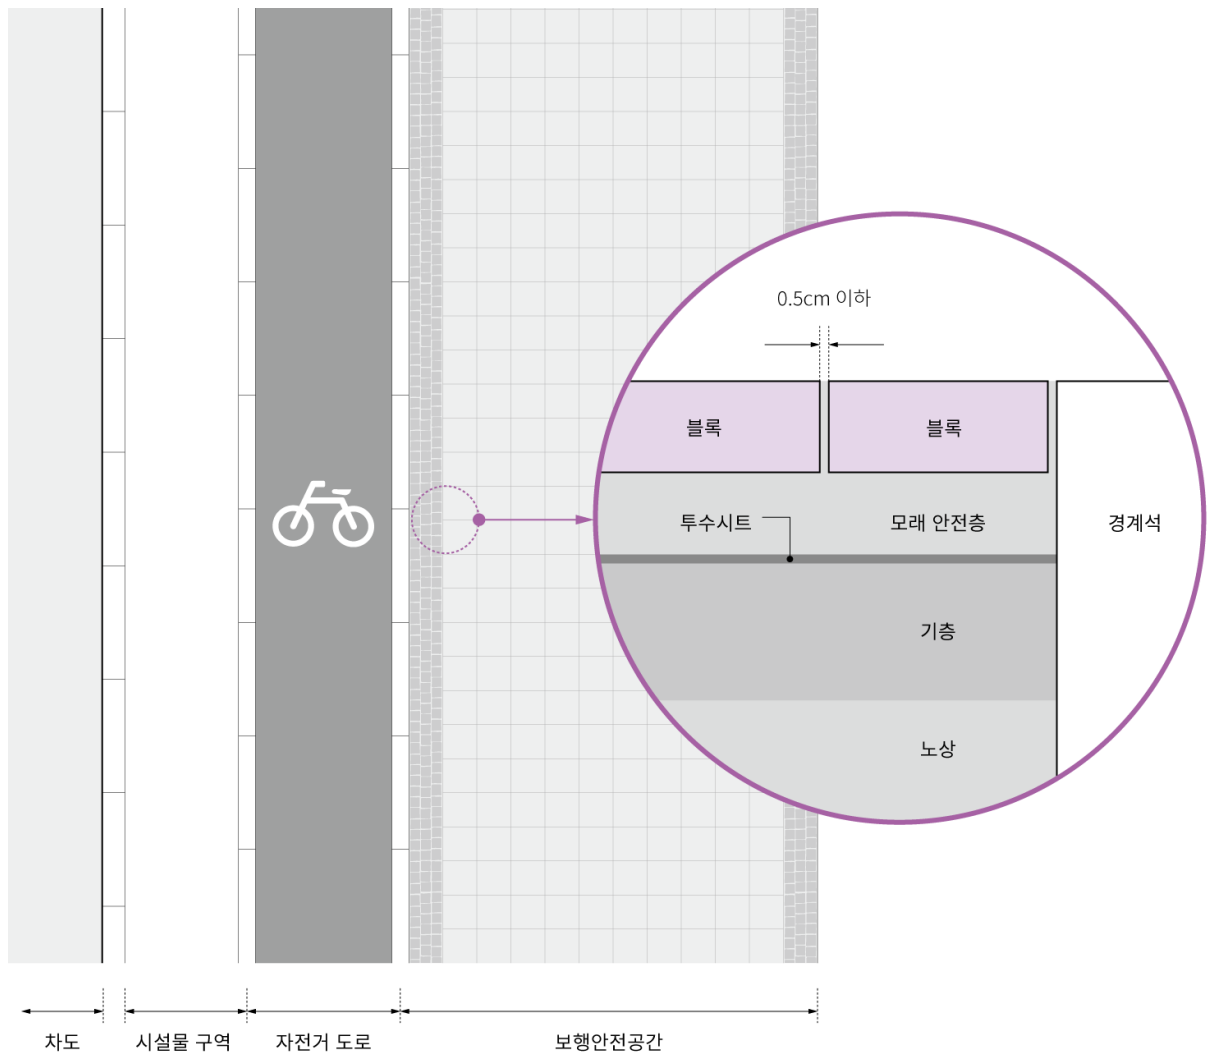 0.5cm 이하
블록
블록
투수시트
모래 안전층
경계석
기층
노상
차도
시설물 구역
자전거 도로
보행안전공간